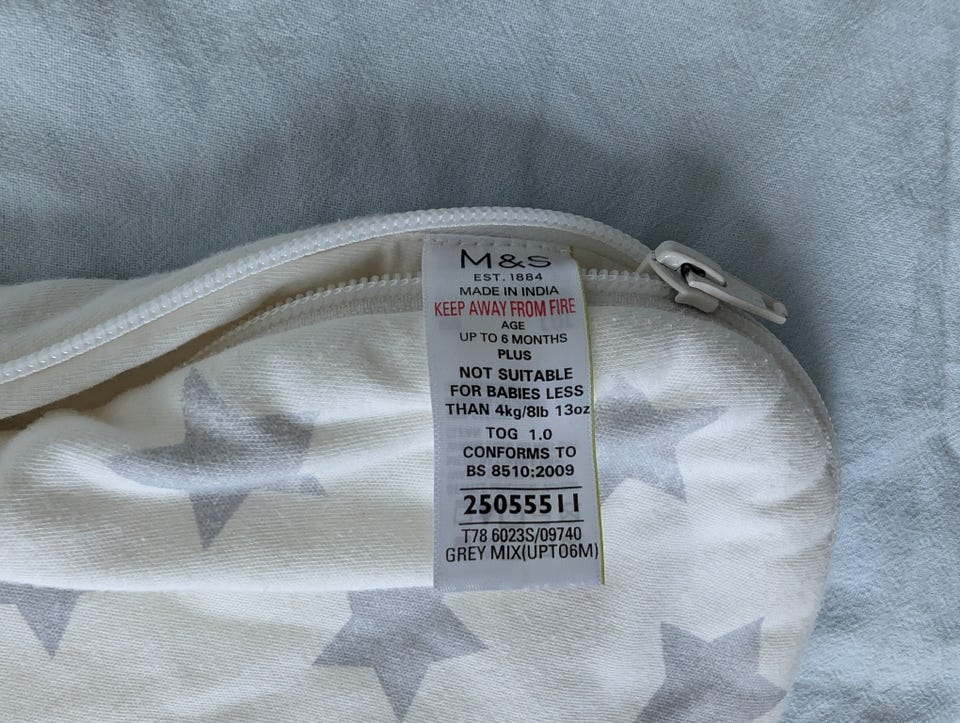 M&S
EST. 1884
MADE IN INDIA
KEEP AWAY FROM FIRE
AGE
UP TO 6 MONTHS
PLUS
NOT SUITABLE
FOR BABIES LESS
THAN 4kg/8lb 13oz
TOG 1.0
CONFORMS TO
BS 8510:2009
25055511
T78 6023S/09740
GREY MIX(UPTO6M)